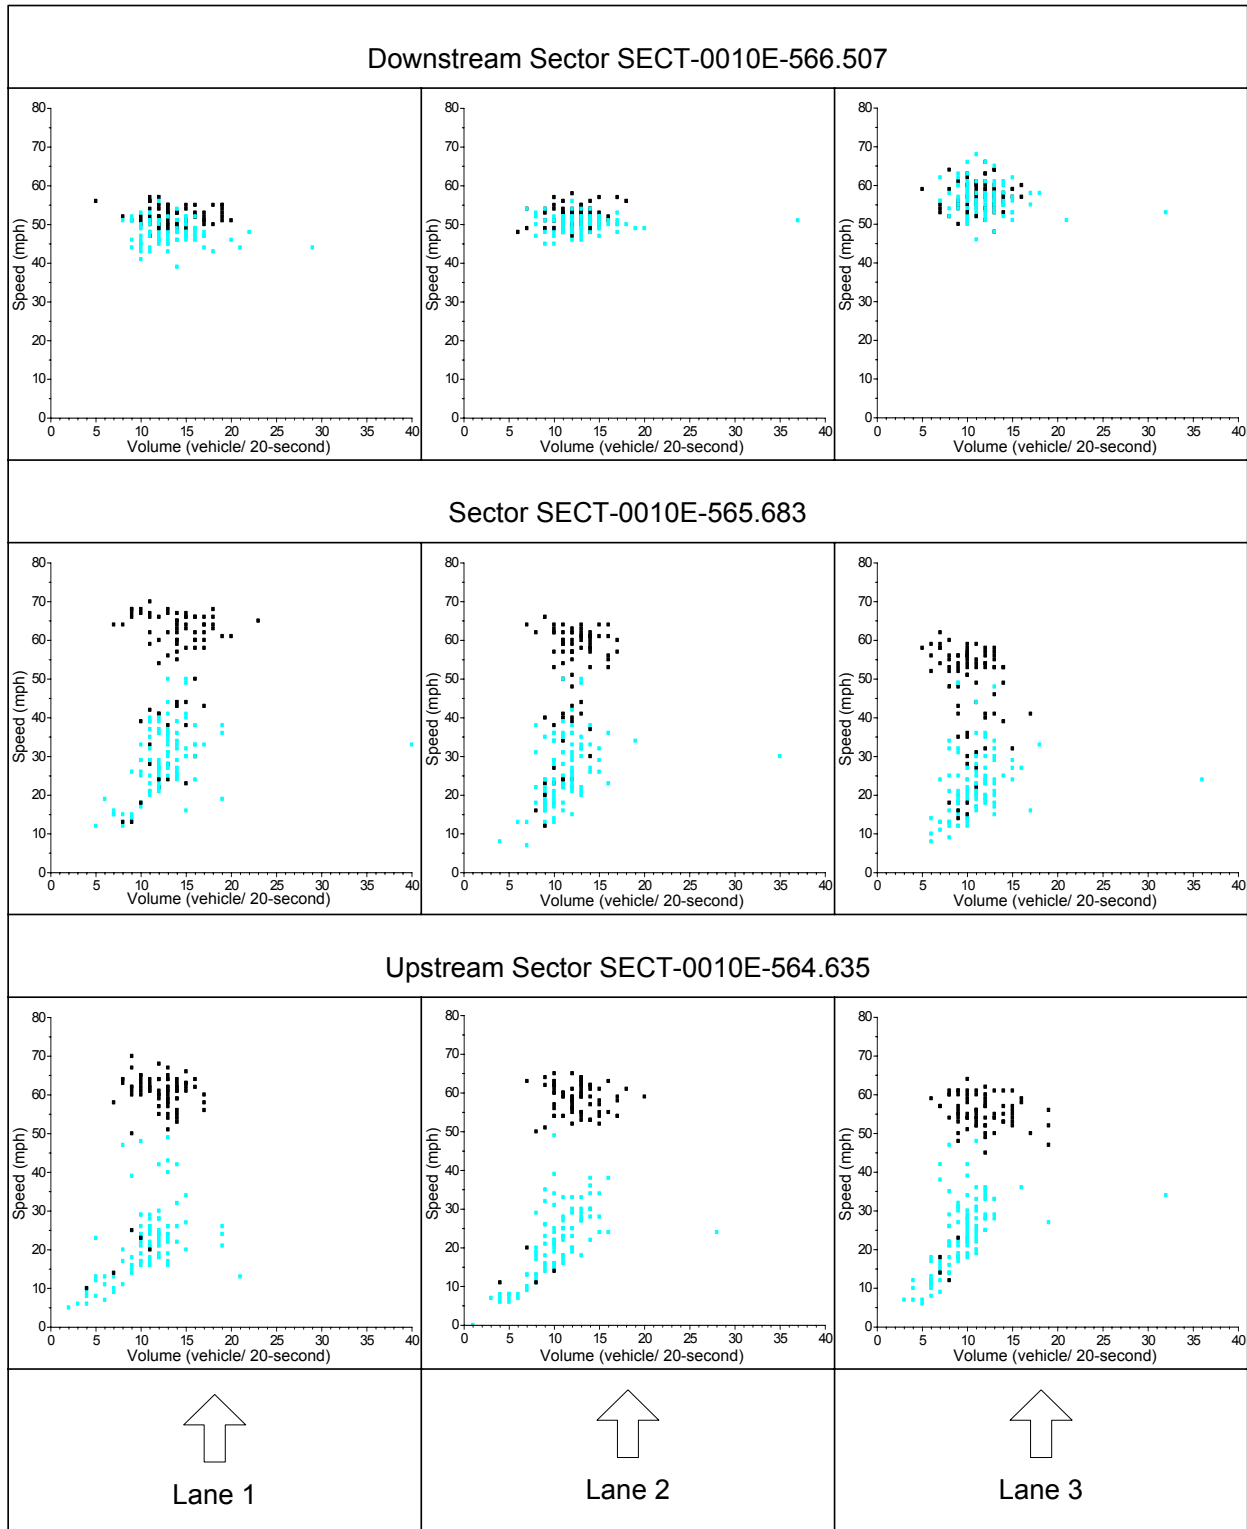 Downstream Sector SECT-0010E-566.507
80
70
60
50
40
30
20
10
0
Speed (mph)
0 5 10 15 20 25 30 35 40
Volume (vehicle/ 20-second)
80
70
60
50
40
30
20
10
0
Speed (mph)
0 5 10 15 20 25 30 35 40
Volume (vehicle/ 20-second)
80
70
60
50
40
30
20
10
0
Speed (mph)
0 5 10 15 20 25 30 35 40
Volume (vehicle/ 20-second)
Sector SECT-0010E-565.683
80
70
60
50
40
30
20
10
0
Speed (mph)
0 5 10 15 20 25 30 35 40
Volume (vehicle/ 20-second)
80
70
60
50
40
30
20
10
0
Speed (mph)
0 5 10 15 20 25 30 35 40
Volume (vehicle/ 20-second)
80
70
60
50
40
30
20
10
0
Speed (mph)
0 5 10 15 20 25 30 35 40
Volume (vehicle/ 20-second)
Upstream Sector SECT-0010E-564.635
80
70
60
50
40
30
20
10
0
Speed (mph)
0 5 10 15 20 25 30 35 40
Volume (vehicle/ 20-second)
80
70
60
50
40
30
20
10
0
Speed (mph)
0 5 10 15 20 25 30 35 40
Volume (vehicle/ 20-second)
80
70
60
50
40
30
20
10
0
Speed (mph)
0 5 10 15 20 25 30 35 40
Volume (vehicle/ 20-second)
Lane 1
Lane 2
Lane 3